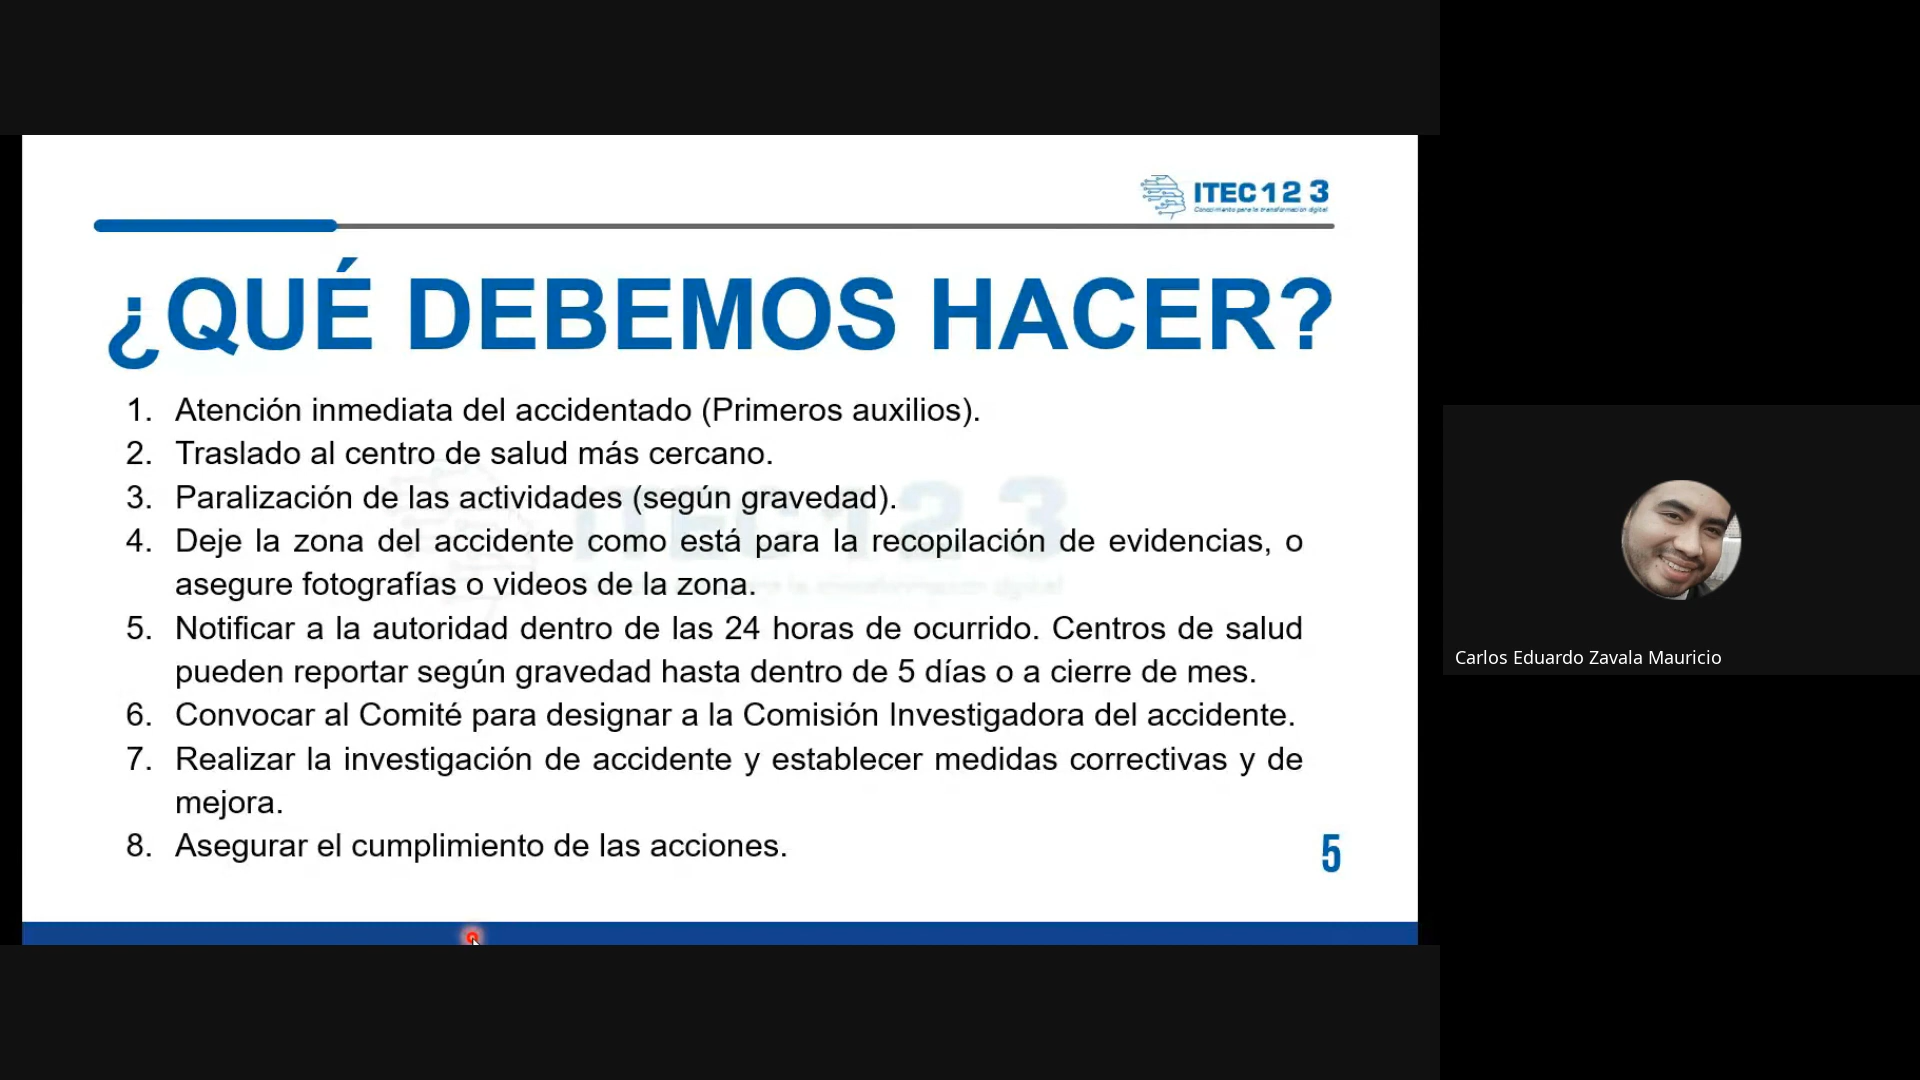 ITEC 1 2 3
Conocimiento para la transformación digital
¿QUÉ DEBEMOS HACER?
1. Atención inmediata del accidentado (Primeros auxilios).
2. Traslado al centro de salud más cercano.
3. Paralización de las actividades (según gravedad).
4. Deje la zona del accidente como está para la recopilación de evidencias, o
asegure fotografías o videos de la zona.
5. Notificar a la autoridad dentro de las 24 horas de ocurrido. Centros de salud
pueden reportar según gravedad hasta dentro de 5 días o a cierre de mes.
6. Convocar al Comité para designar a la Comisión Investigadora del accidente.
7. Realizar la investigación de accidente y establecer medidas correctivas y de
mejora.
8. Asegurar el cumplimiento de las acciones.
5
Carlos Eduardo Zavala Mauricio